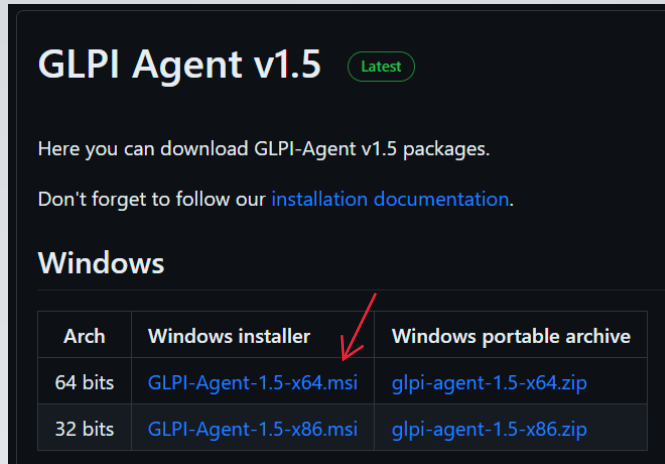 GLPI Agent v1.5 Latest
Here you can download GLPI-Agent v1.5 packages.
Don't forget to follow our installation documentation.
Windows
Arch Windows installer Windows portable archive
64 bits GLPI-Agent-1.5-x64.msi glpi-agent-1.5-x64.zip
32 bits GLPI-Agent-1.5-x86.msi glpi-agent-1.5-x86.zip